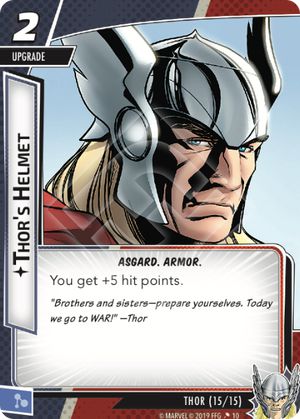 2
UPGRADE
✦THOR'S HELMET
ASGARD. ARMOR.
You get +5 hit points.
"Brothers and sisters—prepare yourselves. Today
we go to WAR!" —Thor
THOR (15/15)
© MARVEL © 2019 FFG 10